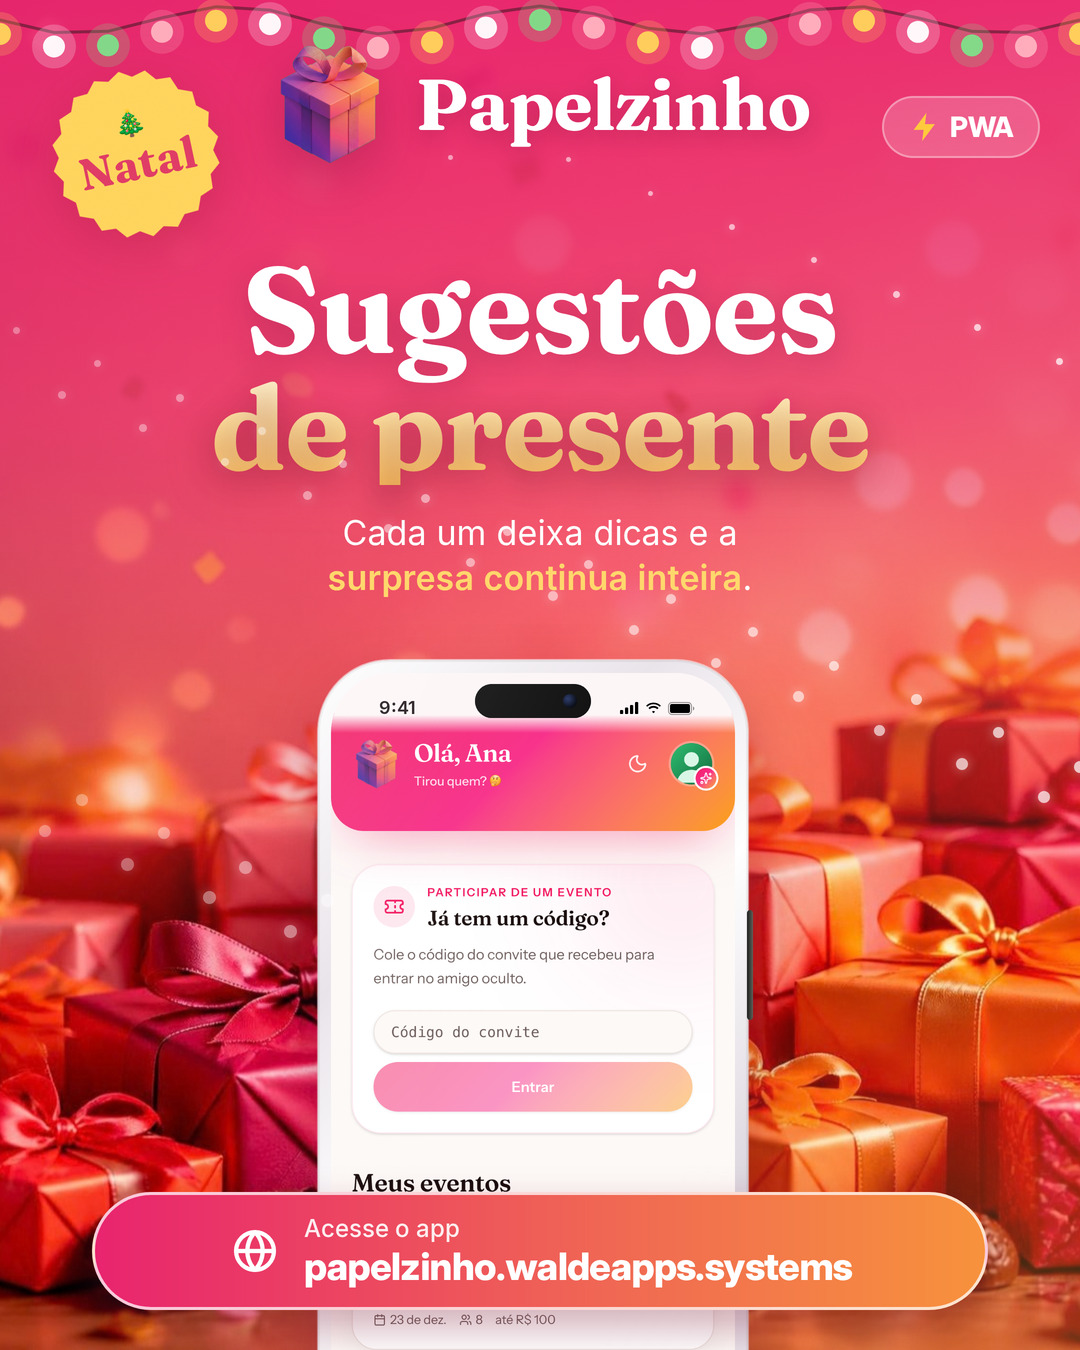 Natal
Papelzinho
PWA
Sugestões
de presente
Cada um deixa dicas e a
surpresa continua inteira.
9:41
Olá, Ana
Tirou quem? 🤔
PARTICIPAR DE UM EVENTO
Já tem um código?
Cole o código do convite que recebeu para
entrar no amigo oculto.
Código do convite
Entrar
Meus eventos
Acesse o app
papelzinho.waldeapps.systems
23 de dez. 8 até R$ 100